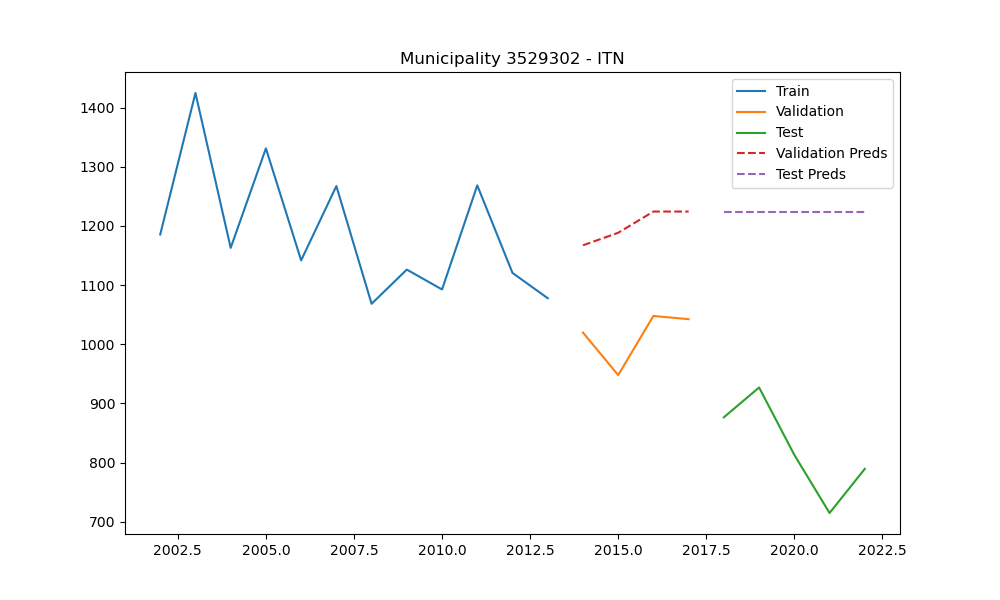 Municipality 3529302 - ITN
Train
Validation
Test
Validation Preds
Test Preds
1400
1300
1200
1100
1000
900
800
700
2002.5 2005.0 2007.5 2010.0 2012.5 2015.0 2017.5 2020.0 2022.5